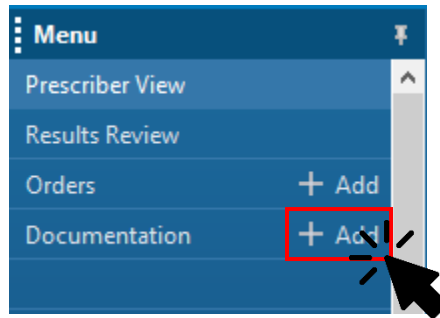 Menu
Prescriber View
Results Review
Orders + Add
Documentation + Add